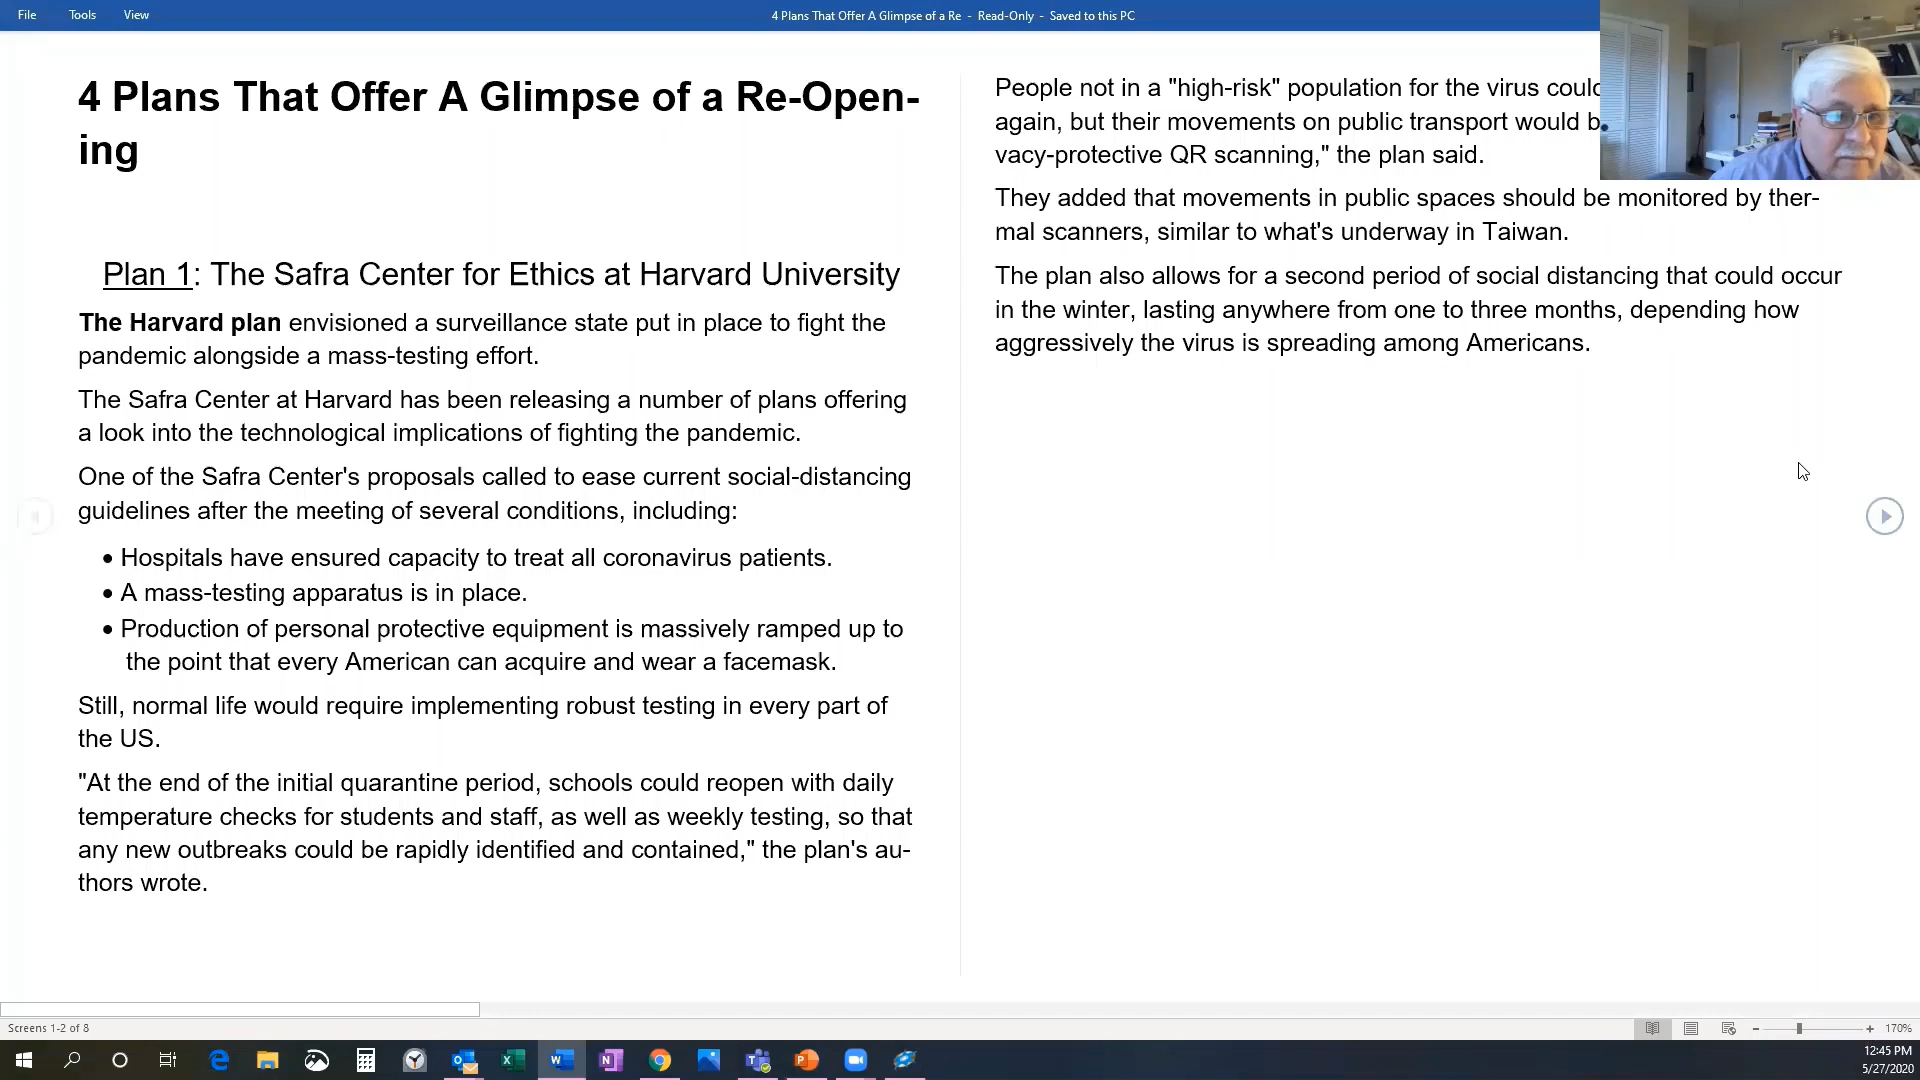 File Tools View
4 Plans That Offer A Glimpse of a Re - Read-Only - Saved to this PC
4 Plans That Offer A Glimpse of a Re-Open-
ing
Plan 1: The Safra Center for Ethics at Harvard University
The Harvard plan envisioned a surveillance state put in place to fight the
pandemic alongside a mass-testing effort.
The Safra Center at Harvard has been releasing a number of plans offering
a look into the technological implications of fighting the pandemic.
One of the Safra Center's proposals called to ease current social-distancing
guidelines after the meeting of several conditions, including:
• Hospitals have ensured capacity to treat all coronavirus patients.
• A mass-testing apparatus is in place.
• Production of personal protective equipment is massively ramped up to
the point that every American can acquire and wear a facemask.
Still, normal life would require implementing robust testing in every part of
the US.
"At the end of the initial quarantine period, schools could reopen with daily
temperature checks for students and staff, as well as weekly testing, so that
any new outbreaks could be rapidly identified and contained," the plan's au-
thors wrote.
People not in a "high-risk" population for the virus could
again, but their movements on public transport would b
vacy-protective QR scanning," the plan said.
They added that movements in public spaces should be monitored by ther-
mal scanners, similar to what's underway in Taiwan.
The plan also allows for a second period of social distancing that could occur
in the winter, lasting anywhere from one to three months, depending how
aggressively the virus is spreading among Americans.
Screens 1-2 of 8
170%
12:45 PM
5/27/2020